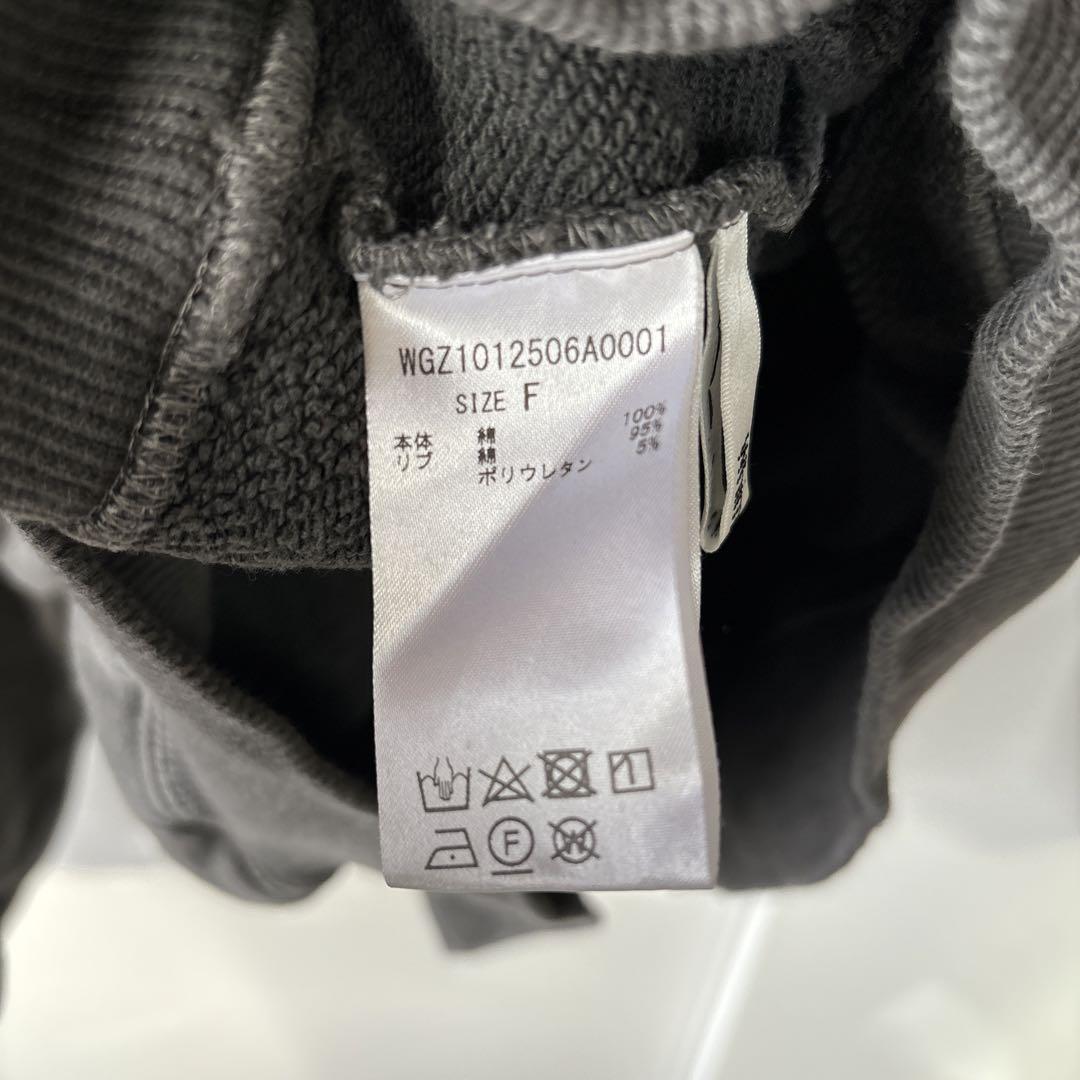 WGZ1012506A0001
SIZE F
本体 綿 100%
リブ 綿 95%
ポリウレタン 5%
F
W